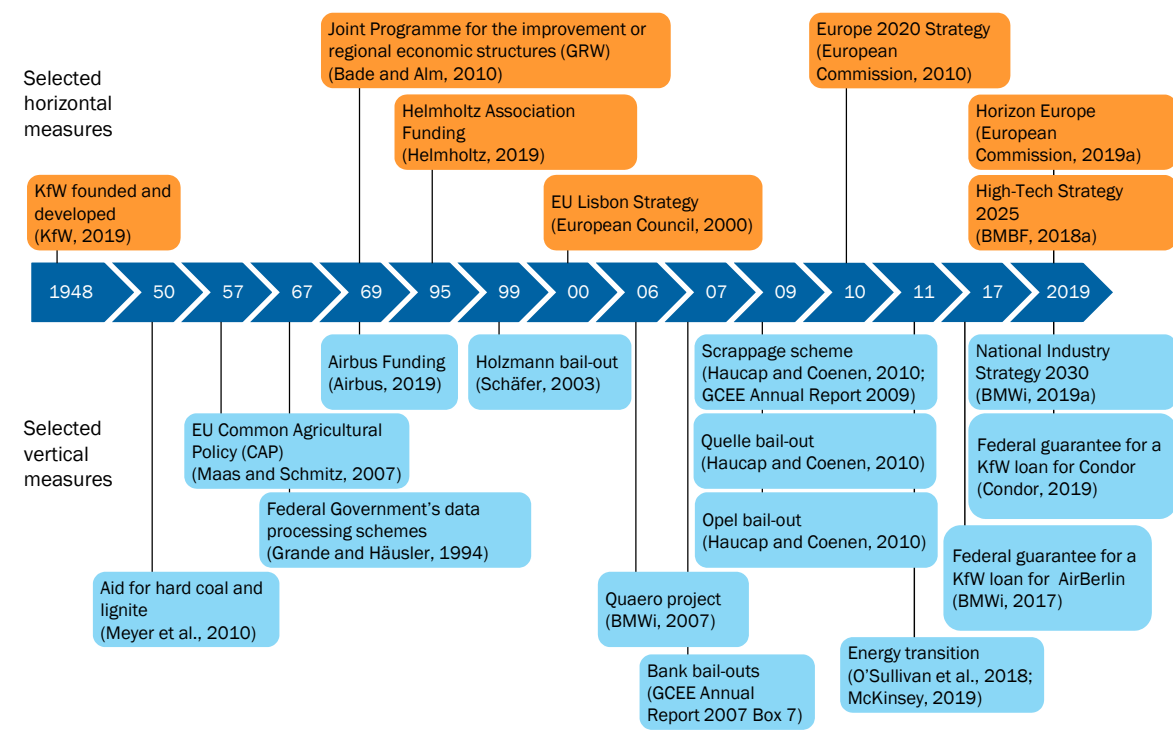 Joint Programme for the improvement or
regional economic structures (GRW)
(Bade and Alm, 2010)
Europe 2020 Strategy
(European
Commission, 2010)
Selected
horizontal
measures
Helmholtz Association
Funding
(Helmholtz, 2019)
Horizon Europe
(European
Commission, 2019a)
KfW founded and
developed
(KfW, 2019)
EU Lisbon Strategy
(European Council, 2000)
High-Tech Strategy
2025
(BMBF, 2018a)
1948 50 57 67 69 95 99 00 06 07 09 10 11 17 2019
Airbus Funding
(Airbus, 2019)
Holzmann bail-out
(Schäfer, 2003)
Scrappage scheme
(Haucap and Coenen, 2010;
GCEE Annual Report 2009)
National Industry
Strategy 2030
(BMWi, 2019a)
Selected
vertical
measures
EU Common Agricultural
Policy (CAP)
(Maas and Schmitz, 2007)
Quelle bail-out
(Haucap and Coenen, 2010)
Federal guarantee for a
KfW loan for Condor
(Condor, 2019)
Federal Government's data
processing schemes
(Grande and Häusler, 1994)
Opel bail-out
(Haucap and Coenen, 2010)
Federal guarantee for a
KfW loan for AirBerlin
(BMWi, 2017)
Aid for hard coal and
lignite
(Meyer et al., 2010)
Quaero project
(BMWi, 2007)
Energy transition
(O'Sullivan et al., 2018;
McKinsey, 2019)
Bank bail-outs
(GCEE Annual
Report 2007 Box 7)